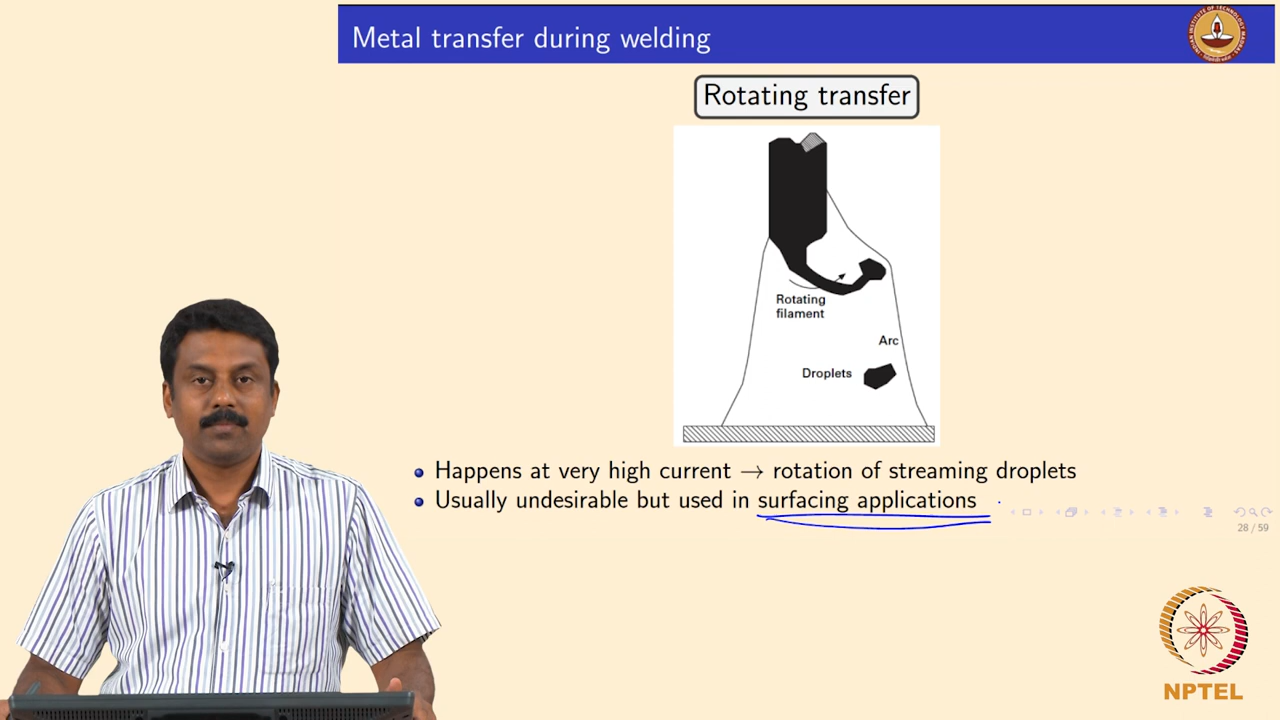 Metal transfer during welding
Rotating transfer
Rotating
filament
Arc
Droplets
Happens at very high current → rotation of streaming droplets
Usually undesirable but used in surfacing applications
28 / 59
NPTEL